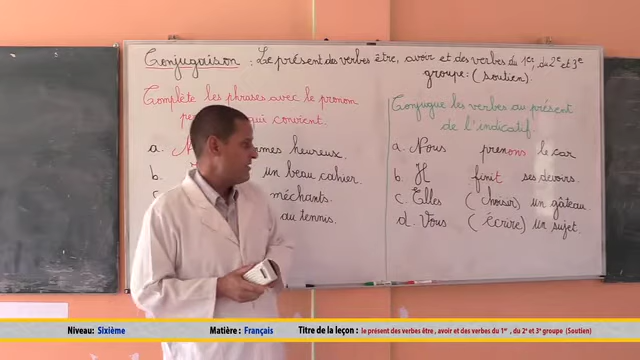 Conjugaison : Le présent des verbes être, avoir et des verbes du 1er, du 2e et 3e
groupe : (soutien).
Complète les phrases avec le pronom
qui convient.
a. mes heureux.
b. un beau cahier.
méchants.
du tennis.
Conjugue les verbes au présent
de l'indicatif
a. Nous prenons le car
b. Il finit ses devoirs.
c. Elles (choisir) un gâteau
d. Vous (écrire) un sujet.
Niveau: Sixième Matière : Français Titre de la leçon : le présent des verbes être , avoir et des verbes du 1er , du 2e et 3e groupe (Soutien)